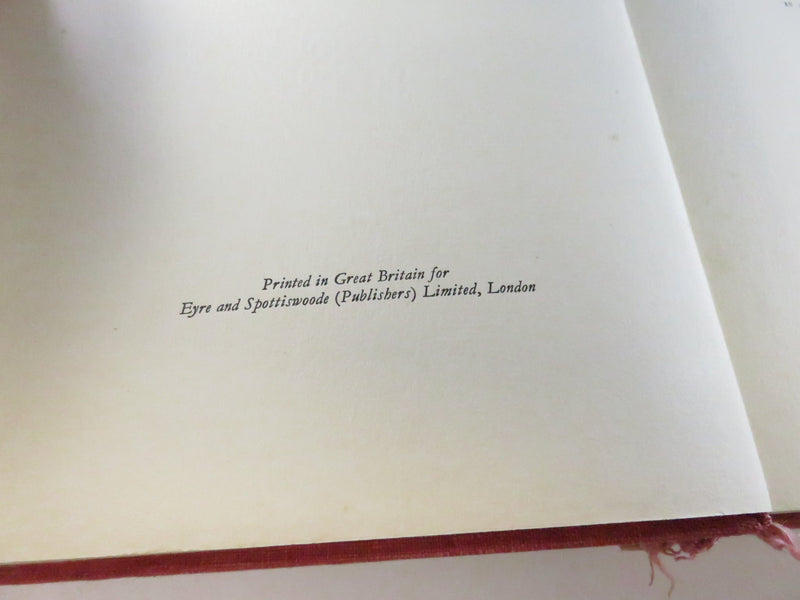 Printed in Great Britain for
Eyre and Spottiswoode (Publishers) Limited, London